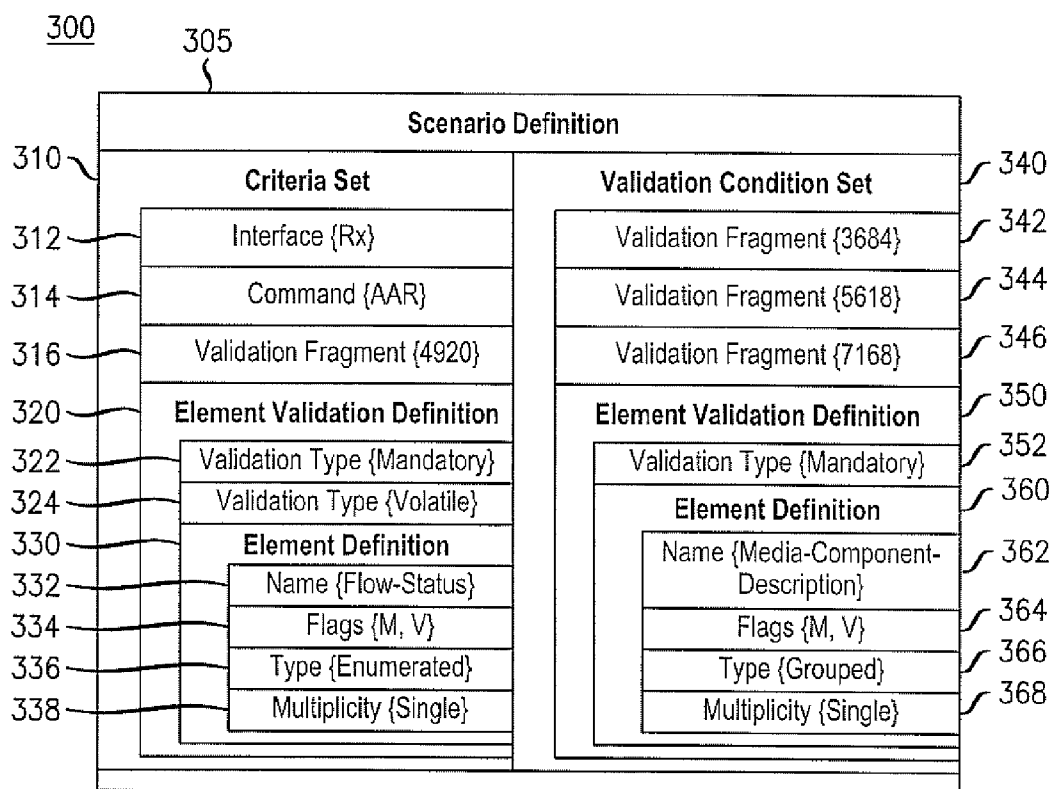 300
305
Scenario Definition
310
Criteria Set
Validation Condition Set
340
312
Interface {Rx}
Validation Fragment {3684}
342
314
Command {AAR}
Validation Fragment {5618}
344
316
Validation Fragment {4920}
Validation Fragment {7168}
346
320
Element Validation Definition
Element Validation Definition
350
322
Validation Type {Mandatory}
Validation Type {Mandatory}
352
324
Validation Type {Volatile}
Element Definition
360
330
Element Definition
Name {Media-Component-
Description}
362
332
Name {Flow-Status}
334
Flags {M, V}
Flags {M, V}
364
336
Type {Enumerated}
Type {Grouped}
366
338
Multiplicity {Single}
Multiplicity {Single}
368